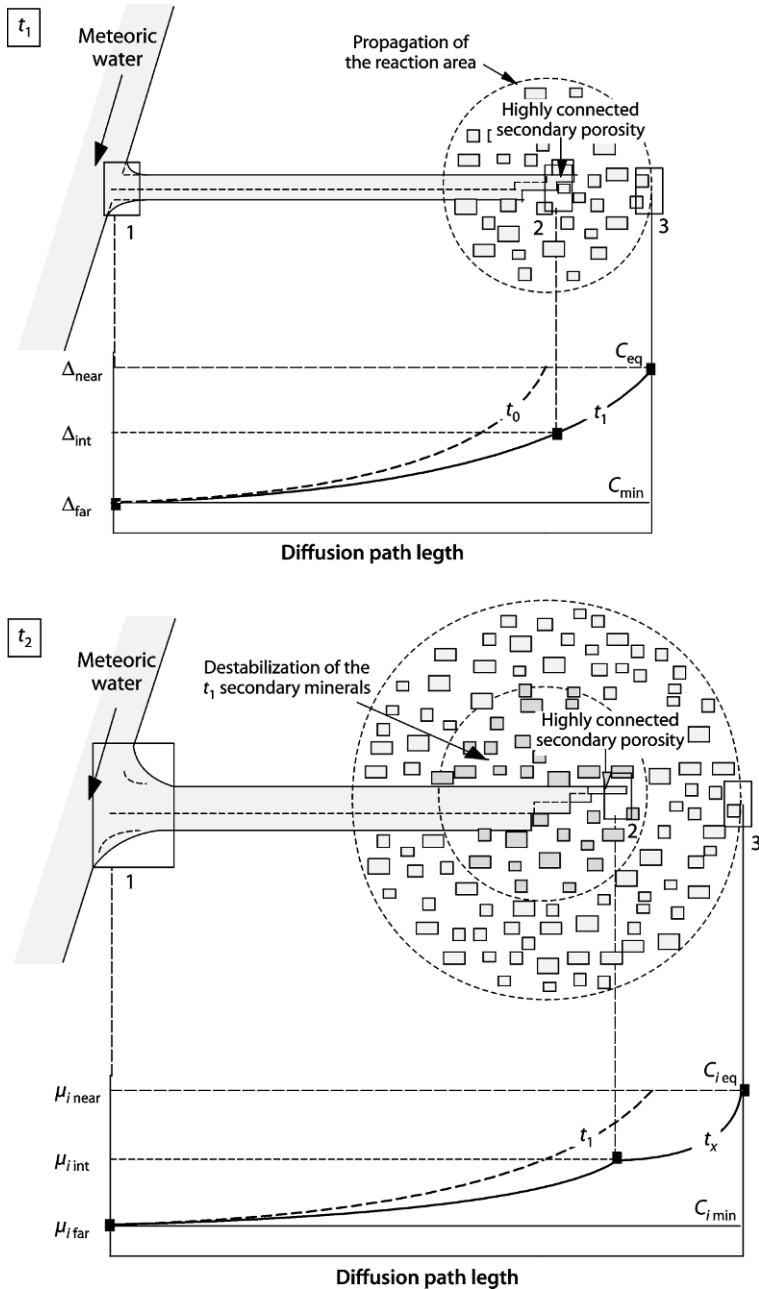 t1
Meteoric
water
Propagation of
the reaction area
Highly connected
secondary porosity
1
2
3
Δnear
Ceq
t0
t1
Δint
Cmin
Δfar
Diffusion path legth
t2
Meteoric
water
Destabilization of the
t1 secondary minerals
Highly connected
secondary porosity
1
2
3
μi near
Ci eq
t1
tx
μi int
Ci min
μi far
Diffusion path legth